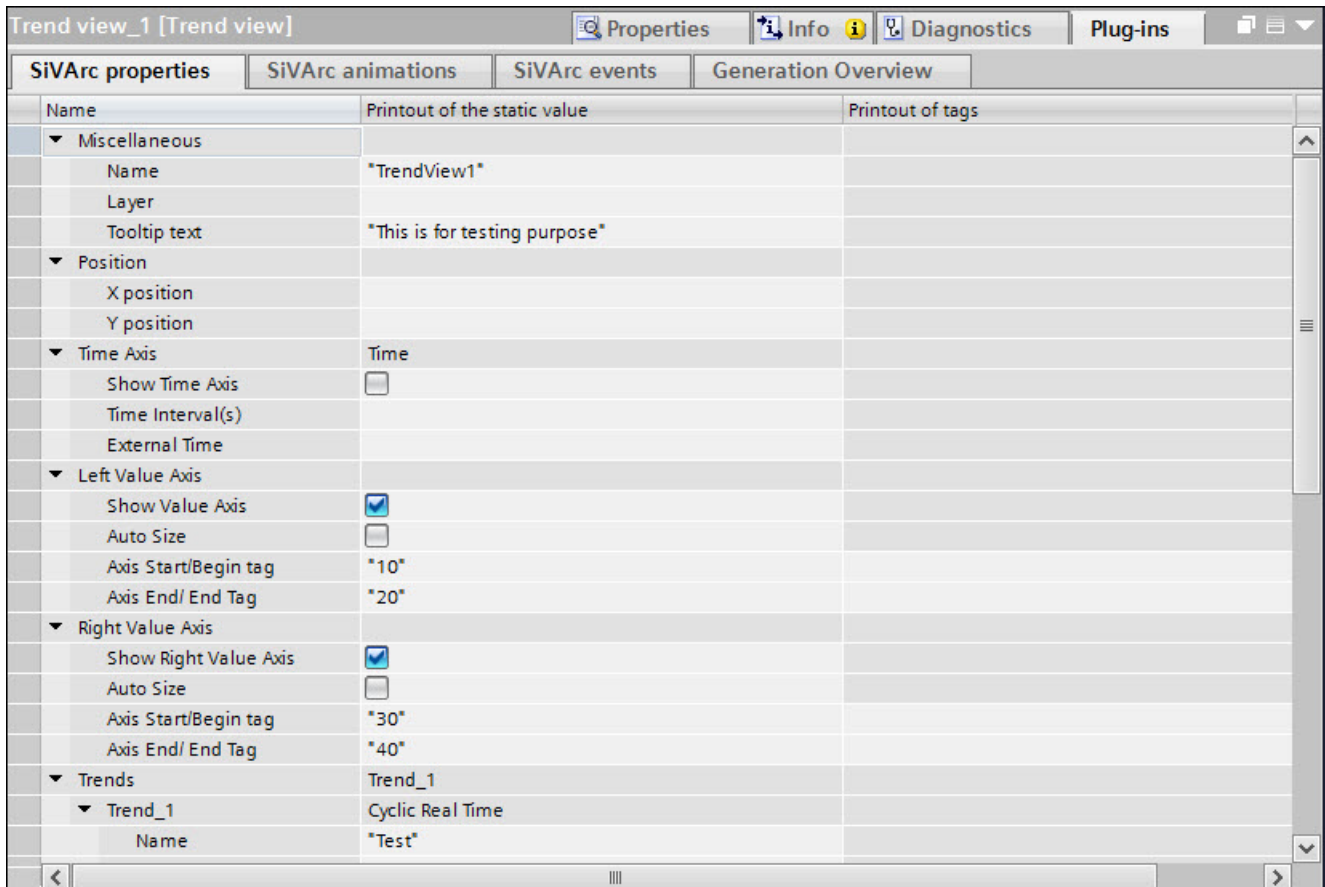 Trend view_1 [Trend view] Properties Info Diagnostics Plug-ins
SiVArc properties SiVArc animations SiVArc events Generation Overview
Name Printout of the static value Printout of tags
Miscellaneous
Name "TrendView1"
Layer
Tooltip text "This is for testing purpose"
Position
X position
Y position
Time Axis Time
Show Time Axis
Time Interval(s)
External Time
Left Value Axis
Show Value Axis
Auto Size
Axis Start/Begin tag "10"
Axis End/ End Tag "20"
Right Value Axis
Show Right Value Axis
Auto Size
Axis Start/Begin tag "30"
Axis End/ End Tag "40"
Trends Trend_1
Trend_1 Cyclic Real Time
Name "Test"